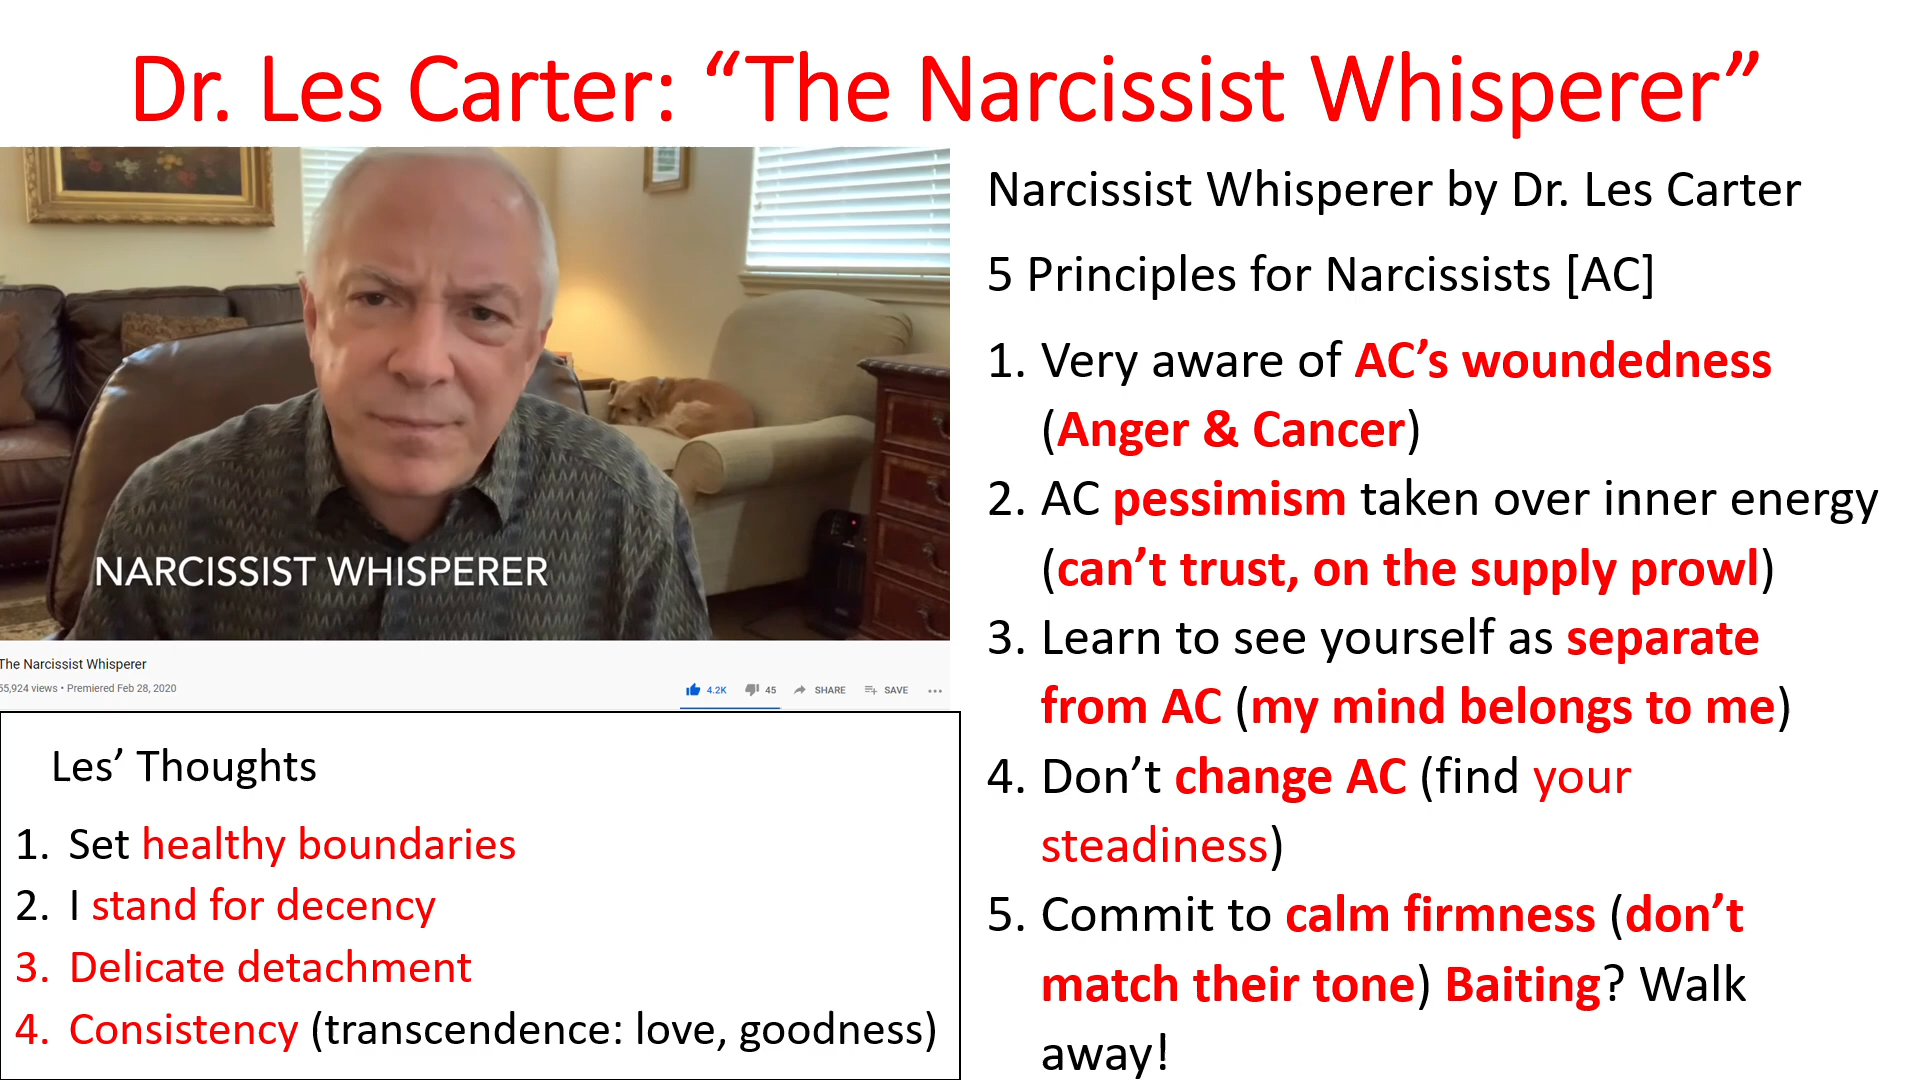 Dr. Les Carter: “The Narcissist Whisperer”
NARCISSIST WHISPERER
The Narcissist Whisperer
55,924 views • Premiered Feb 28, 2020
4.2K 45 SHARE SAVE
Les’ Thoughts
1. Set healthy boundaries
2. I stand for decency
3. Delicate detachment
4. Consistency (transcendence: love, goodness)
Narcissist Whisperer by Dr. Les Carter
5 Principles for Narcissists [AC]
1. Very aware of AC’s woundedness
(Anger & Cancer)
2. AC pessimism taken over inner energy
(can’t trust, on the supply prowl)
3. Learn to see yourself as separate
from AC (my mind belongs to me)
4. Don’t change AC (find your
steadiness)
5. Commit to calm firmness (don’t
match their tone) Baiting? Walk
away!